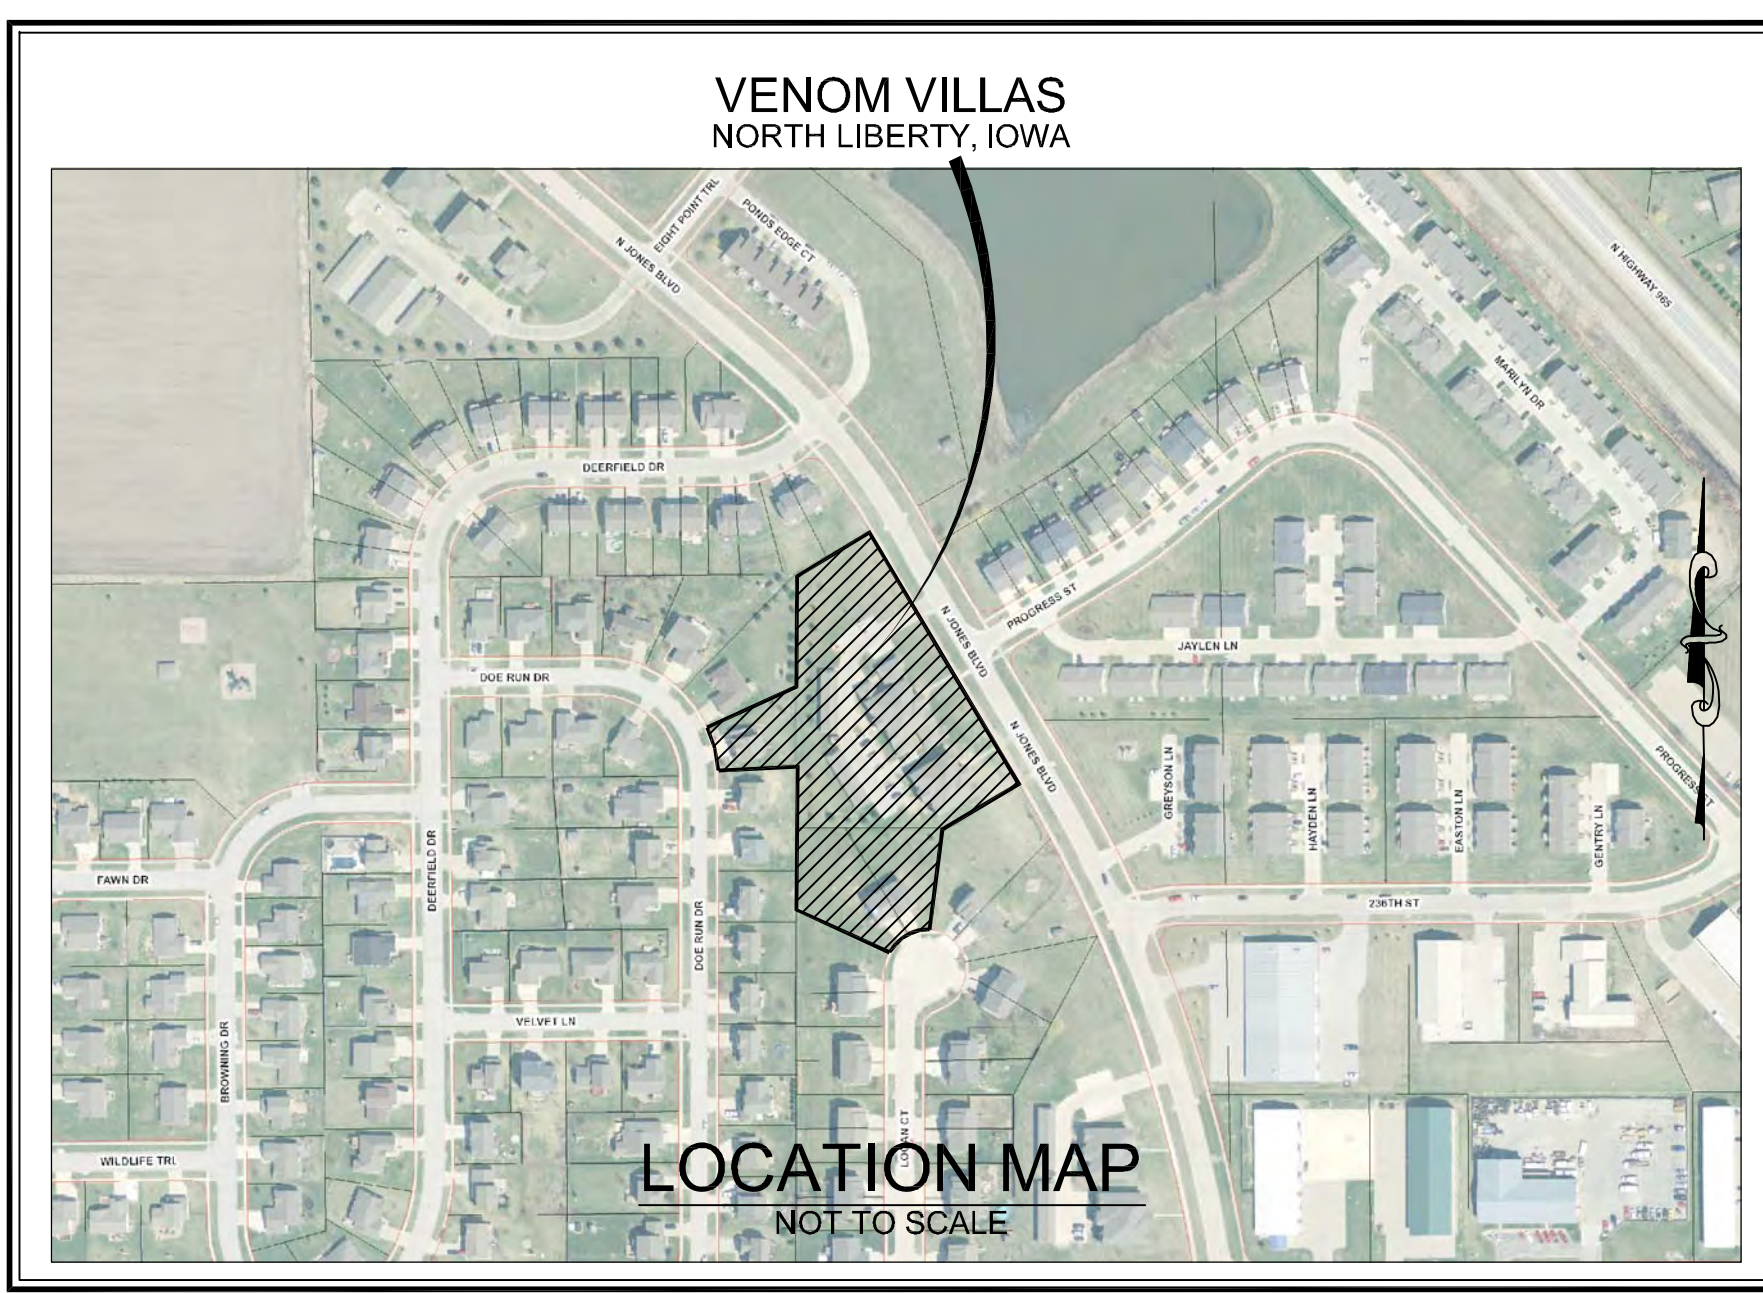 VENOM VILLAS
NORTH LIBERTY, IOWA
EIGHT POINT TRL
PONDS EDGE CT
N JONES BLVD
N HIGHWAY 965
MARILYN DR
DEERFIELD DR
PROGRESS ST
N JONES BLVD
JAYLEN LN
DOE RUN DR
N JONES BLVD
GREYSON LN
HAYDEN LN
EASTON LN
GENTRY LN
PROGRESS ST
DEERFIELD DR
FAWN DR
236TH ST
DOE RUN DR
VELVET LN
BROWNING DR
LOGAN CT
WILDLIFE TRL
LOCATION MAP
NOT TO SCALE